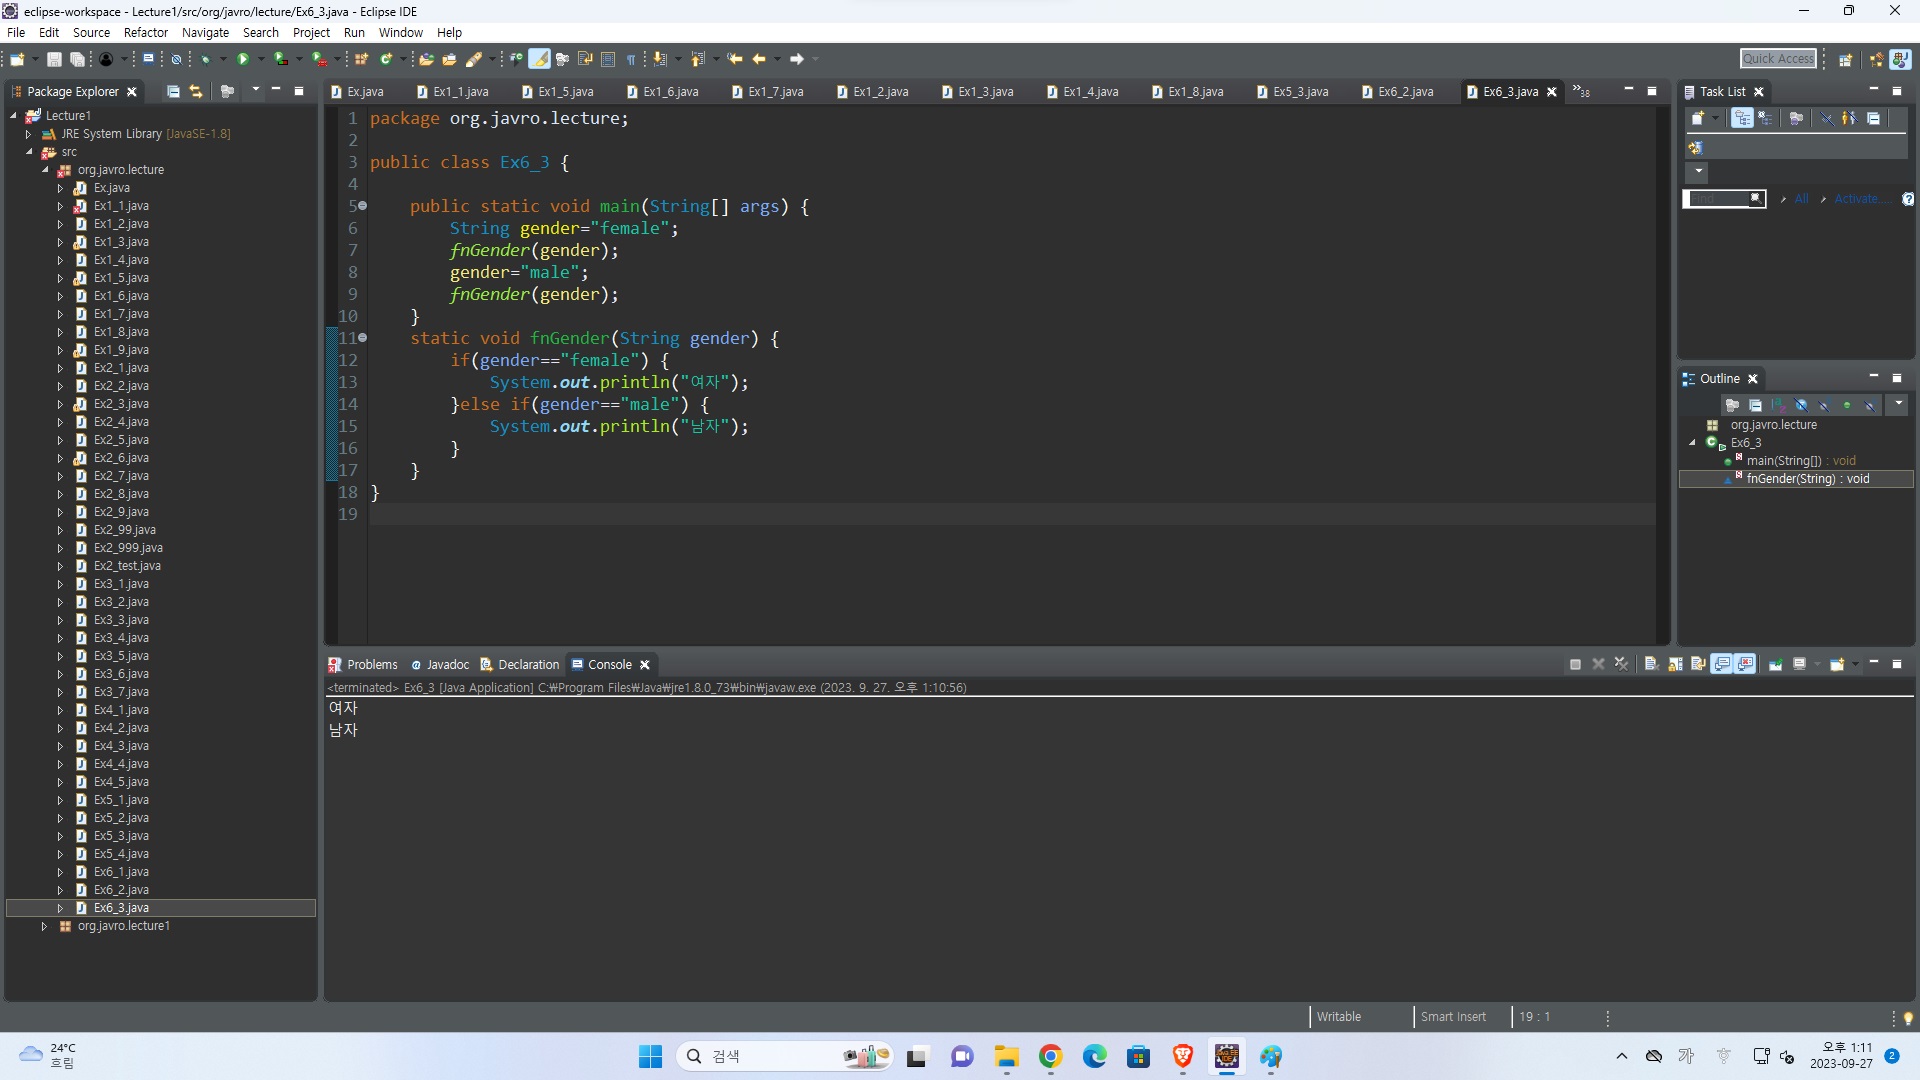 eclipse-workspace - Lecture1/src/org/javro/lecture/Ex6_3.java - Eclipse IDE
File Edit Source Refactor Navigate Search Project Run Window Help
Quick Access
Package Explorer
Lecture1
JRE System Library [JavaSE-1.8]
src
org.javro.lecture
Ex.java
Ex1_1.java
Ex1_2.java
Ex1_3.java
Ex1_4.java
Ex1_5.java
Ex1_6.java
Ex1_7.java
Ex1_8.java
Ex1_9.java
Ex2_1.java
Ex2_2.java
Ex2_3.java
Ex2_4.java
Ex2_5.java
Ex2_6.java
Ex2_7.java
Ex2_8.java
Ex2_9.java
Ex2_99.java
Ex2_999.java
Ex2_test.java
Ex3_1.java
Ex3_2.java
Ex3_3.java
Ex3_4.java
Ex3_5.java
Ex3_6.java
Ex3_7.java
Ex4_1.java
Ex4_2.java
Ex4_3.java
Ex4_4.java
Ex4_5.java
Ex5_1.java
Ex5_2.java
Ex5_3.java
Ex5_4.java
Ex6_1.java
Ex6_2.java
Ex6_3.java
org.javro.lecture1
Ex.java Ex1_1.java Ex1_5.java Ex1_6.java Ex1_7.java Ex1_2.java Ex1_3.java Ex1_4.java Ex1_8.java Ex5_3.java Ex6_2.java Ex6_3.java »38
1 package org.javro.lecture;
2
3 public class Ex6_3 {
4
5 public static void main(String[] args) {
6 String gender="female";
7 fnGender(gender);
8 gender="male";
9 fnGender(gender);
10 }
11 static void fnGender(String gender) {
12 if(gender=="female") {
13 System.out.println("여자");
14 }else if(gender=="male") {
15 System.out.println("남자");
16 }
17 }
18 }
19
Task List
Find All Activate...
Outline
org.javro.lecture
Ex6_3
main(String[]) : void
fnGender(String) : void
Problems Javadoc Declaration Console
<terminated> Ex6_3 [Java Application] C:₩Program Files₩Java₩jre1.8.0_73₩bin₩javaw.exe (2023. 9. 27. 오후 1:10:56)
여자
남자
Writable Smart Insert 19 : 1
24°C
흐림
검색
가
오후 1:11
2023-09-27
2